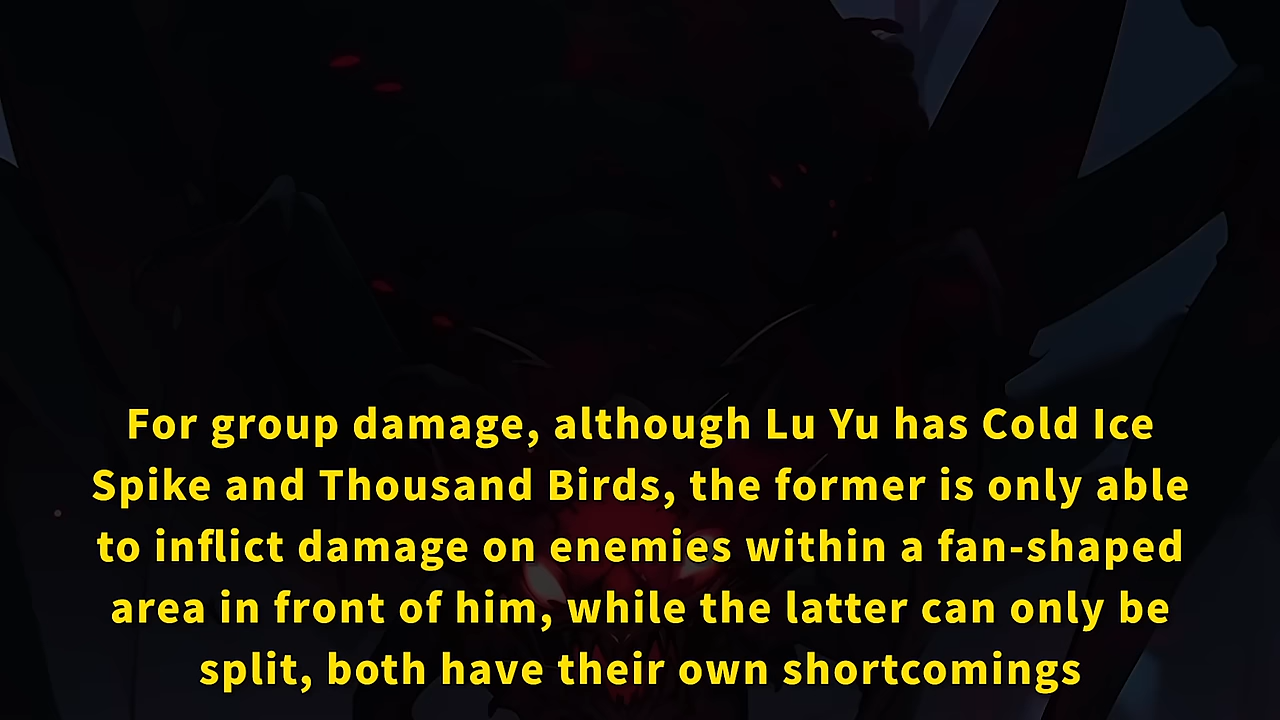 For group damage, although Lu Yu has Cold Ice
Spike and Thousand Birds, the former is only able
to inflict damage on enemies within a fan-shaped
area in front of him, while the latter can only be
split, both have their own shortcomings